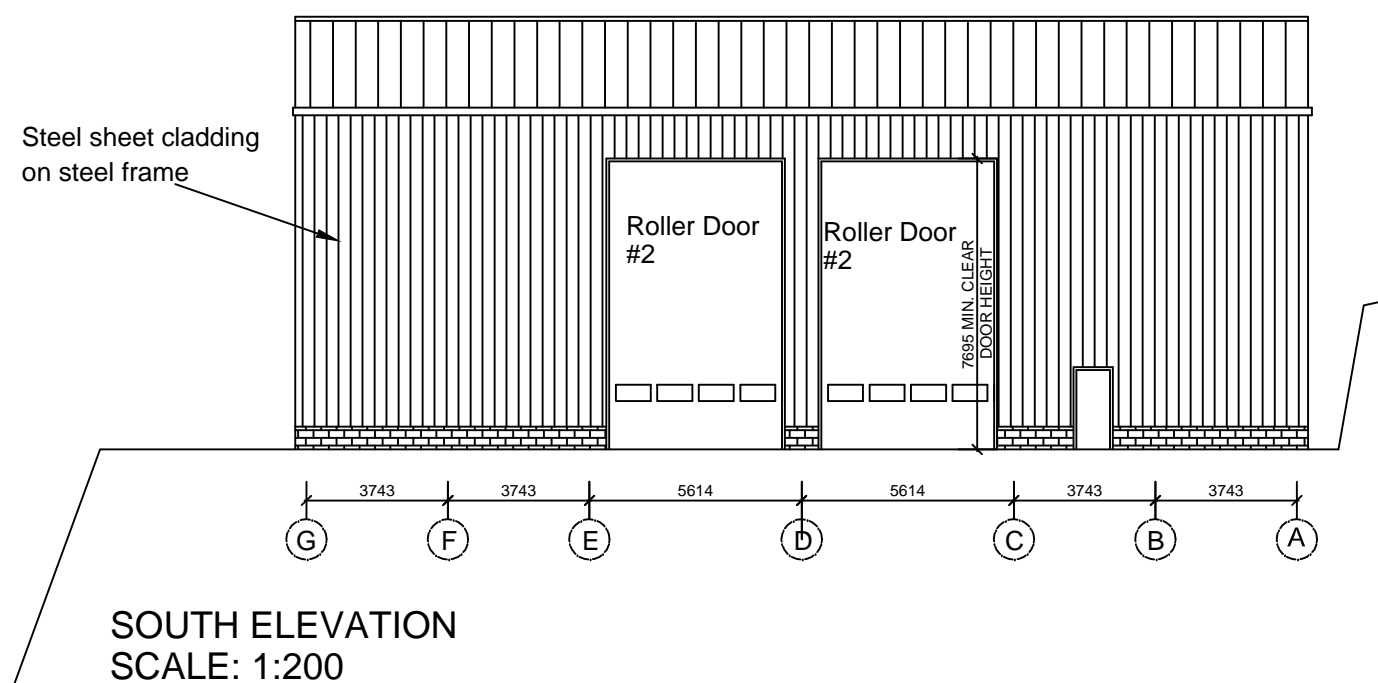 Steel sheet cladding
on steel frame
Roller Door
#2
Roller Door
#2
7695 MIN. CLEAR
DOOR HEIGHT
3743
3743
5614
5614
3743
3743
G
F
E
D
C
B
A
SOUTH ELEVATION
SCALE: 1:200